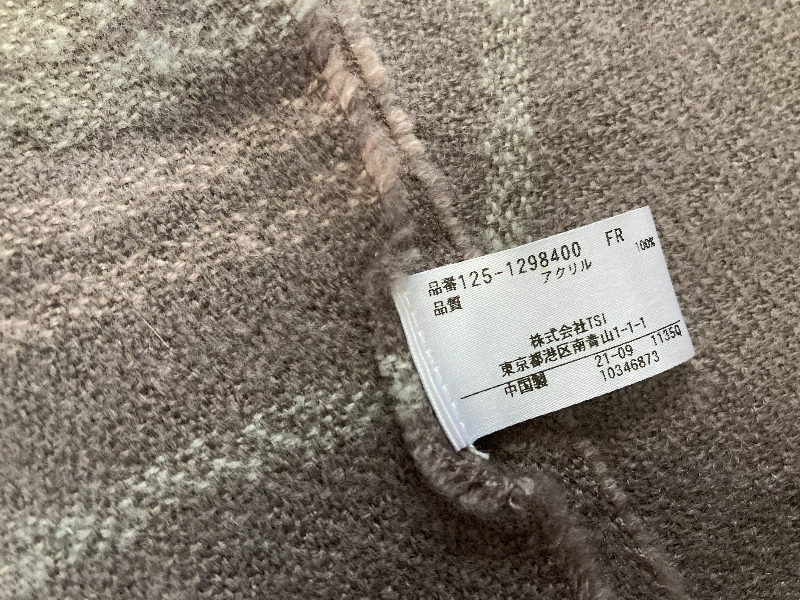 品番125-1298400 FR
品質 アクリル 100%
株式会社TSI
東京都港区南青山1-1-1
21-09 1135Q
中国製 10346873